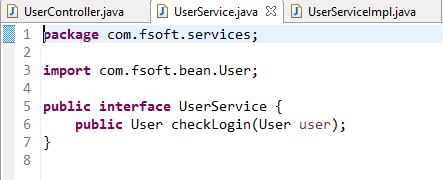 UserController.java UserService.java UserServiceImpl.java
1 package com.fsoft.services;
2
3 import com.fsoft.bean.User;
4
5 public interface UserService {
6 public User checkLogin(User user);
7 }
8